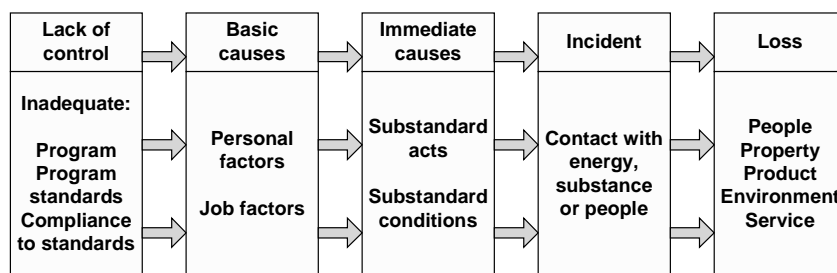 Lack of
control
Basic
causes
Immediate
causes
Incident
Loss
Inadequate:
Program
Program
standards
Compliance
to standards
Personal
factors
Job factors
Substandard
acts
Substandard
conditions
Contact with
energy,
substance
or people
People
Property
Product
Environment
Service